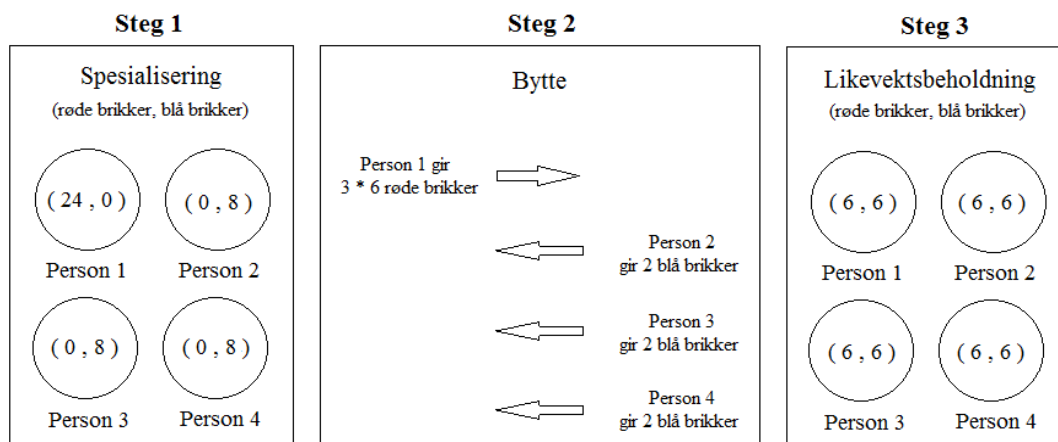 Steg 1
Spesialisering
(røde brikker, blå brikker)
( 24 , 0 )
( 0 , 8 )
Person 1
Person 2
( 0 , 8 )
( 0 , 8 )
Person 3
Person 4
Steg 2
Bytte
Person 1 gir
3 * 6 røde brikker
Person 2
gir 2 blå brikker
Person 3
gir 2 blå brikker
Person 4
gir 2 blå brikker
Steg 3
Likevektsbeholdning
(røde brikker, blå brikker)
( 6 , 6 )
( 6 , 6 )
Person 1
Person 2
( 6 , 6 )
( 6 , 6 )
Person 3
Person 4